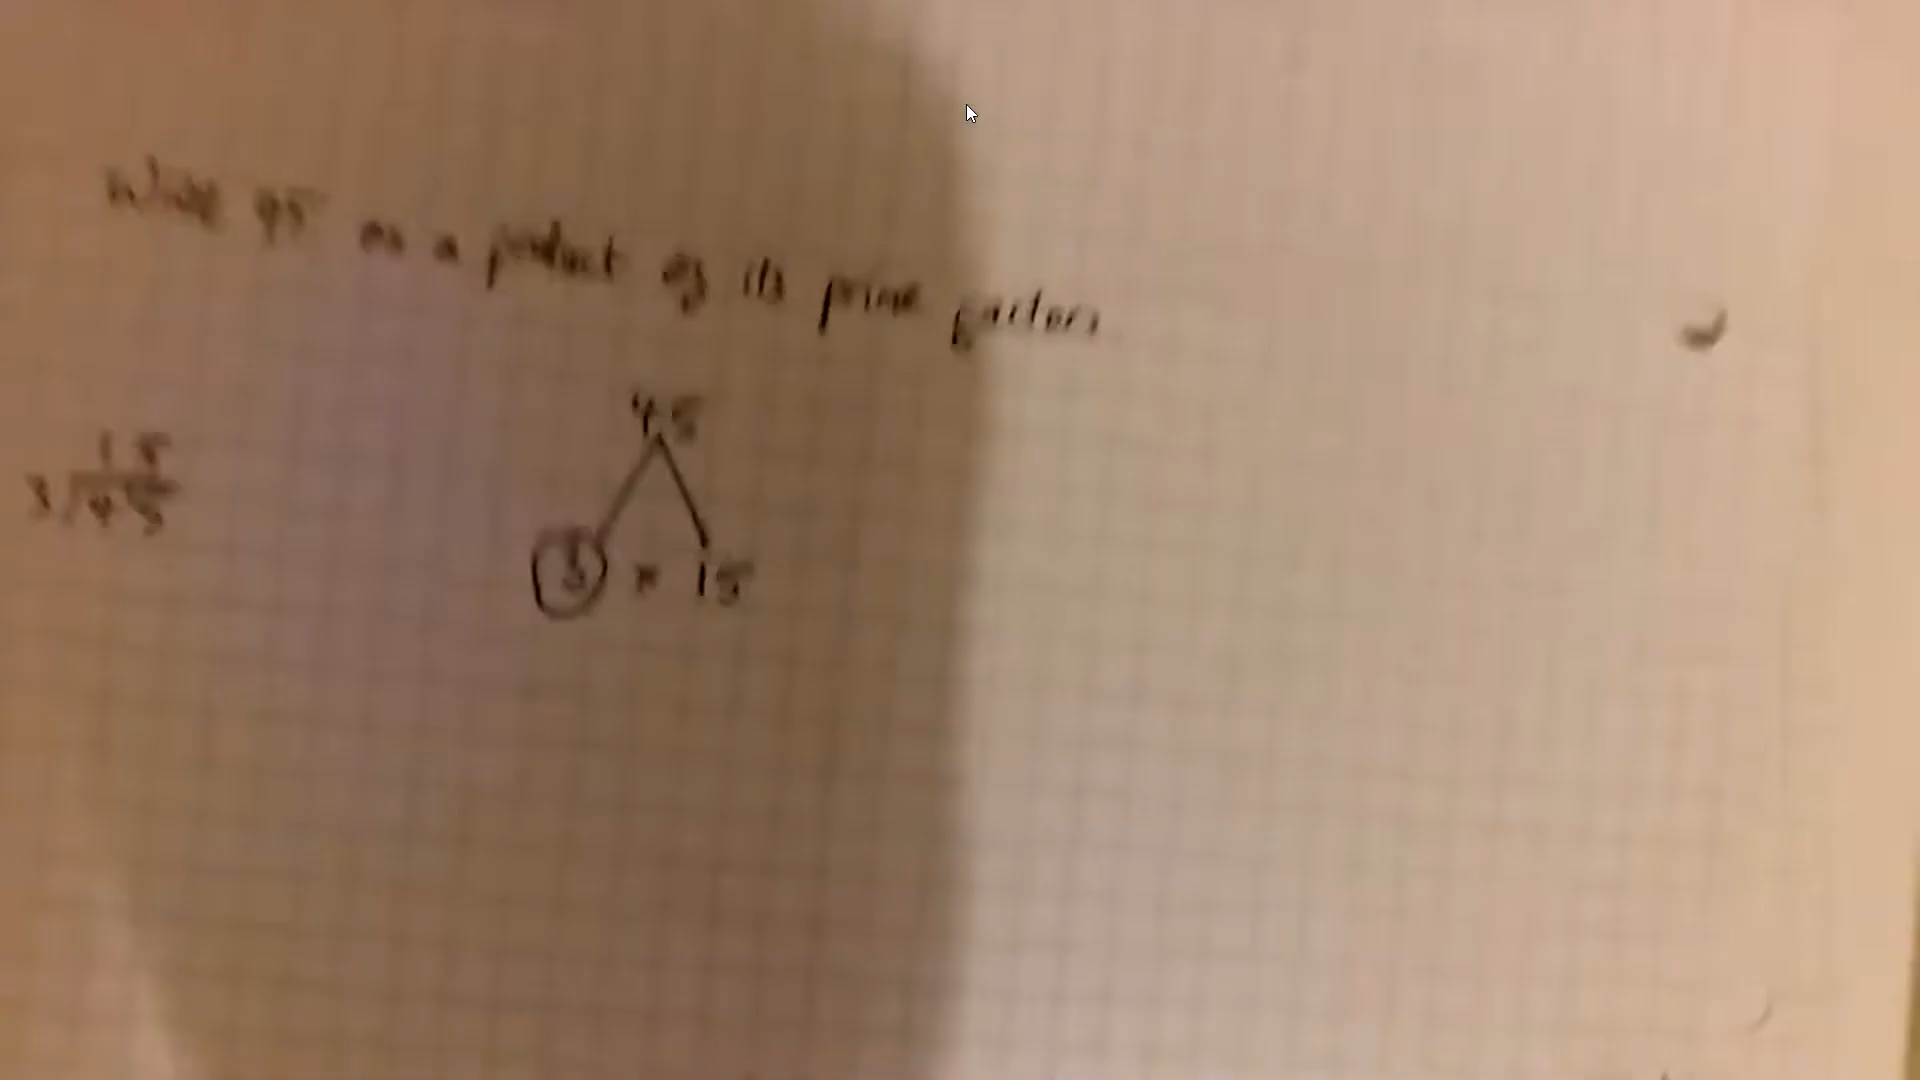 Write 45 as a product of its prime factors
45
15
3 45
3 × 15